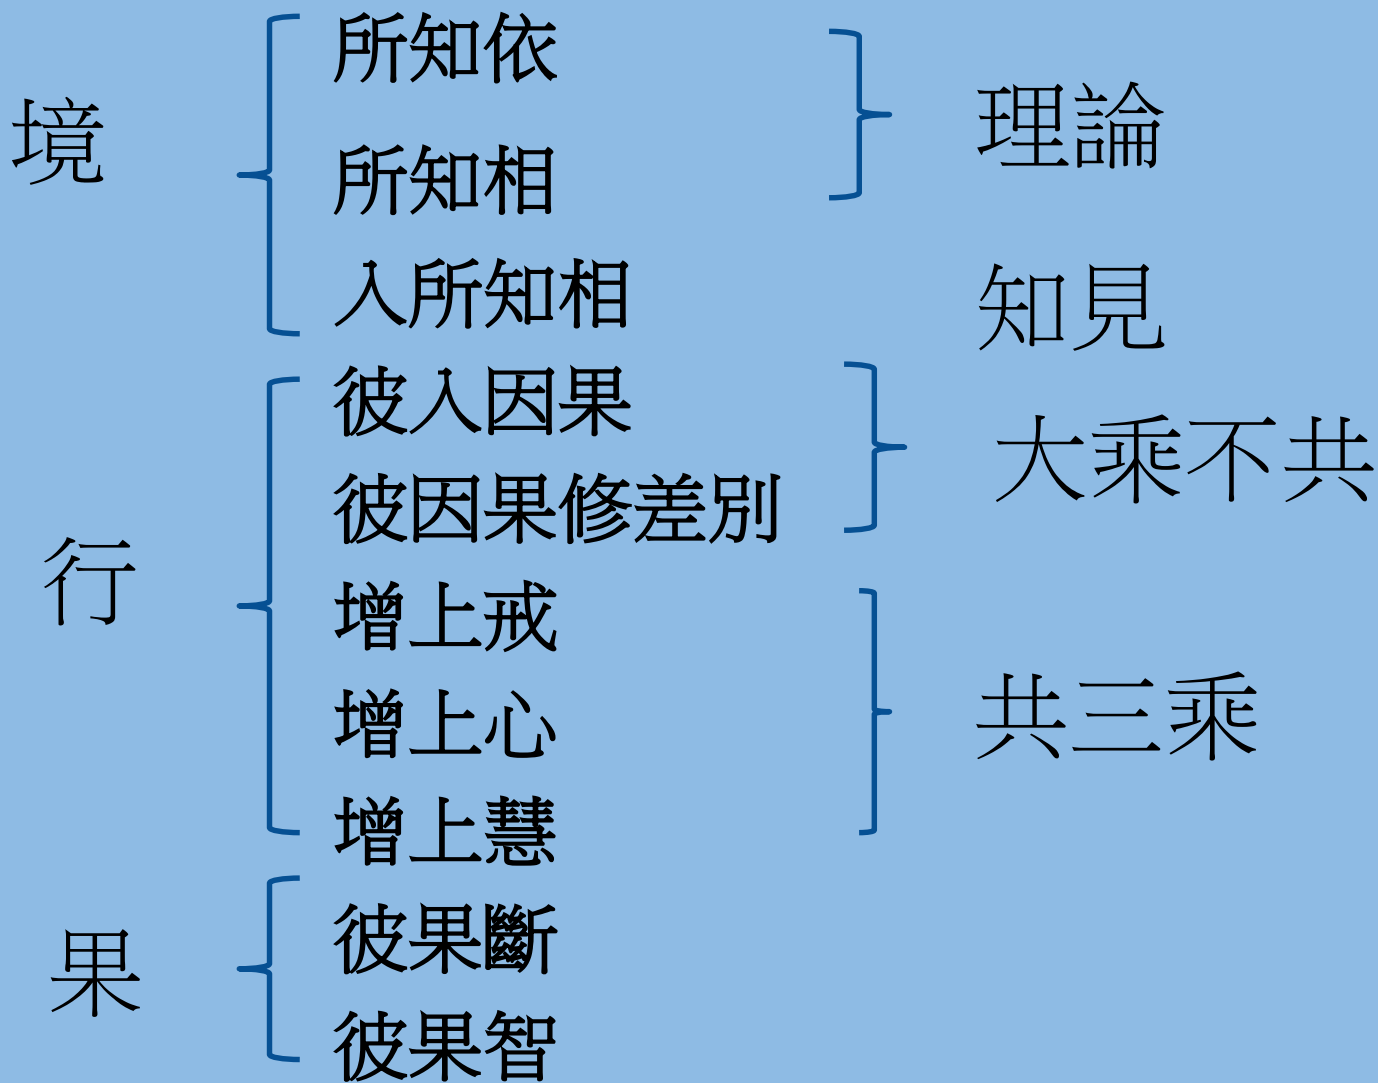 境
所知依
所知相
入所知相
理論
知見
行
彼入因果
彼因果修差別
增上戒
增上心
增上慧
大乘不共
共三乘
果
彼果斷
彼果智